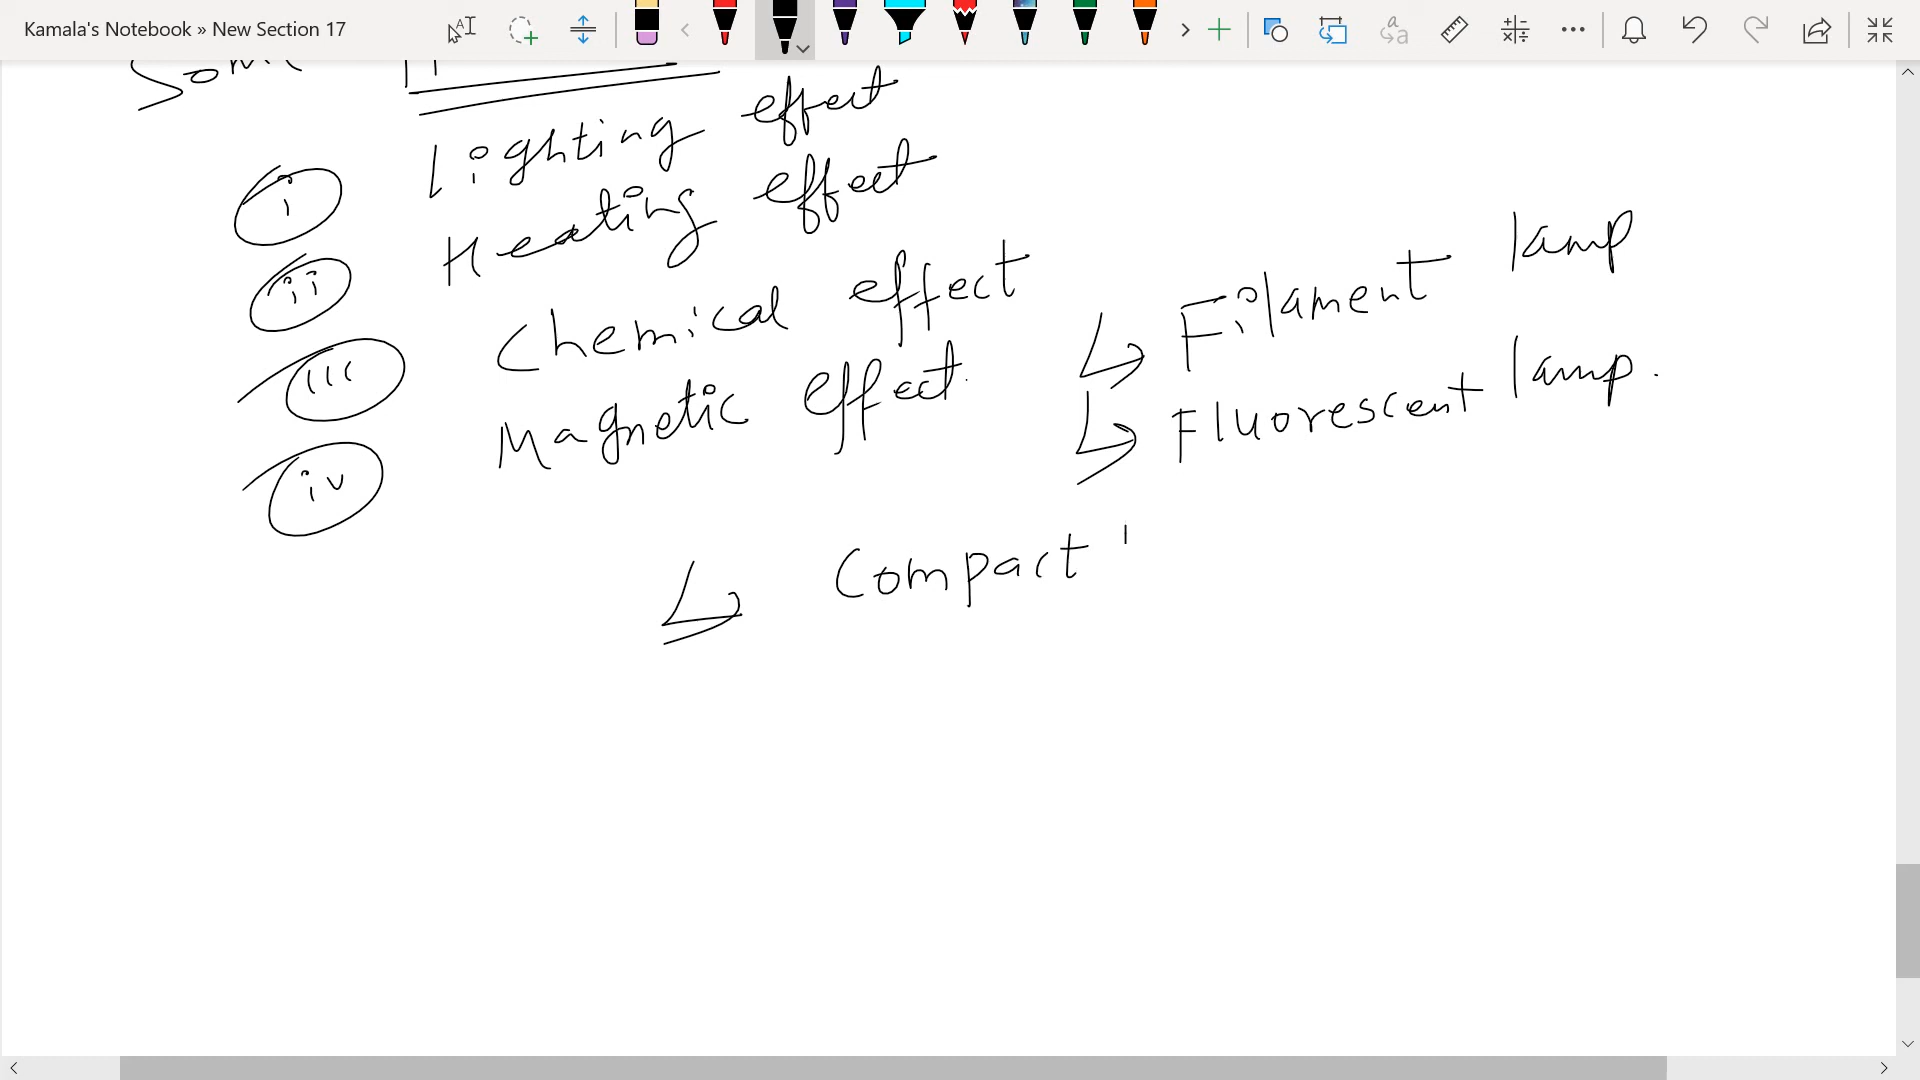 Kamala's Notebook » New Section 17
Some
i Lighting effect
ii Heating effect
iii Chemical effect
iv Magnetic effect.
↳ Filament lamp
↳ Fluorescent lamp.
↳ Compact